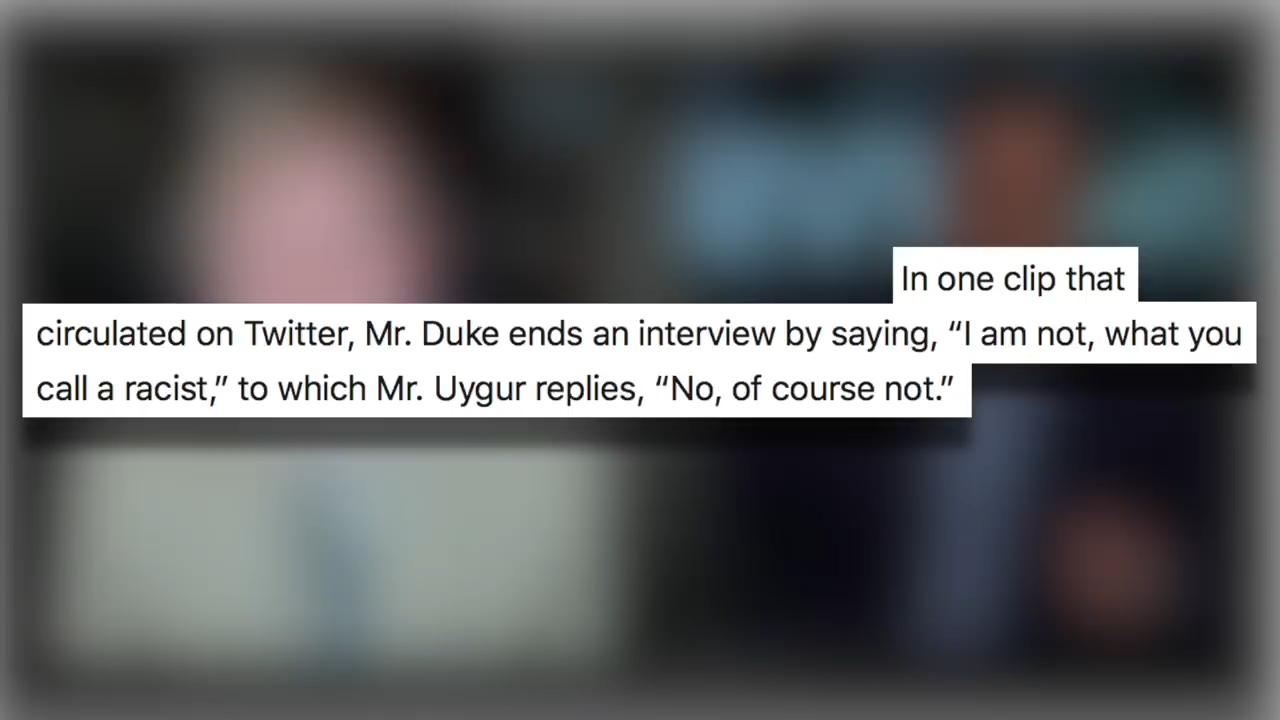 In one clip that
circulated on Twitter, Mr. Duke ends an interview by saying, “I am not, what you
call a racist,” to which Mr. Uygur replies, “No, of course not.”